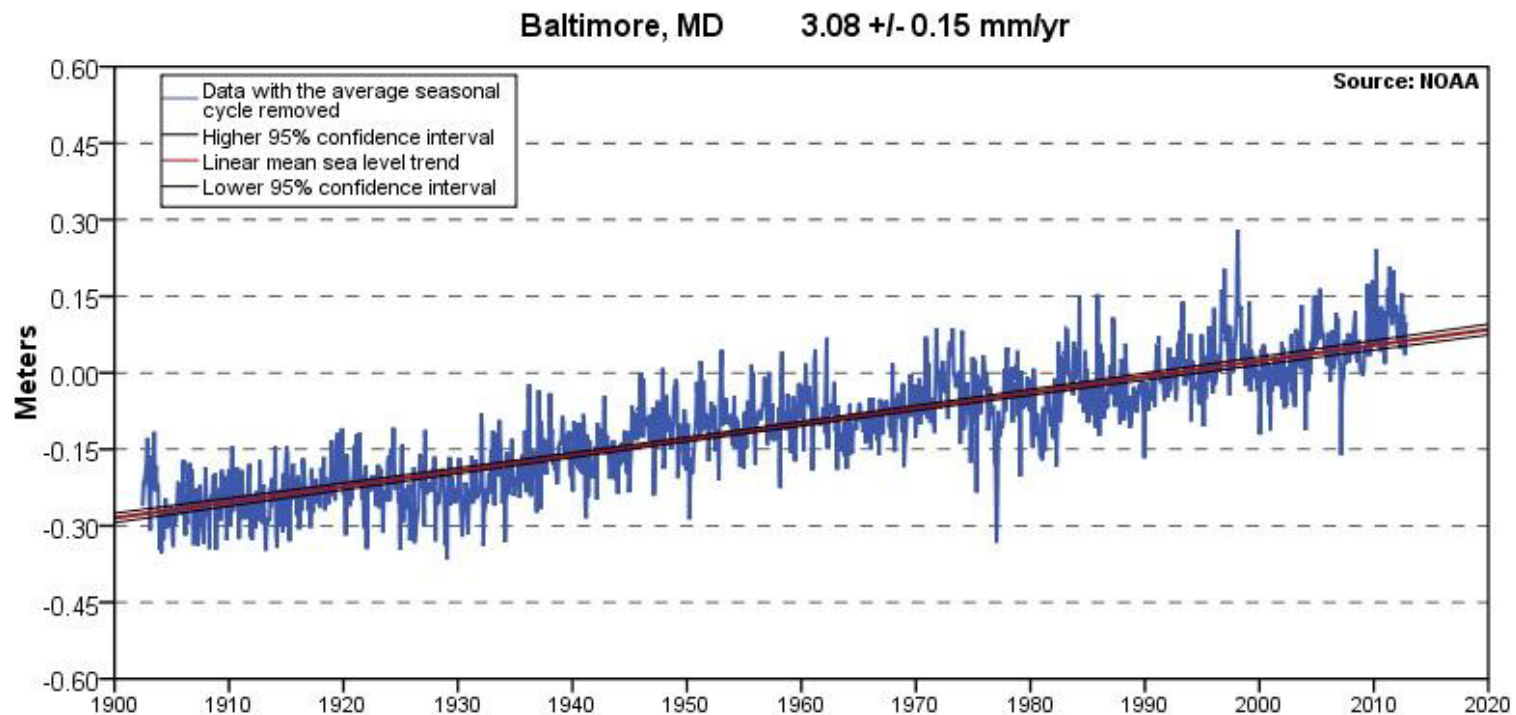 Baltimore, MD 3.08 +/- 0.15 mm/yr
Source: NOAA
Data with the average seasonal
cycle removed
Higher 95% confidence interval
Linear mean sea level trend
Lower 95% confidence interval
Meters
0.60
0.45
0.30
0.15
0.00
-0.15
-0.30
-0.45
-0.60
1900 1910 1920 1930 1940 1950 1960 1970 1980 1990 2000 2010 2020